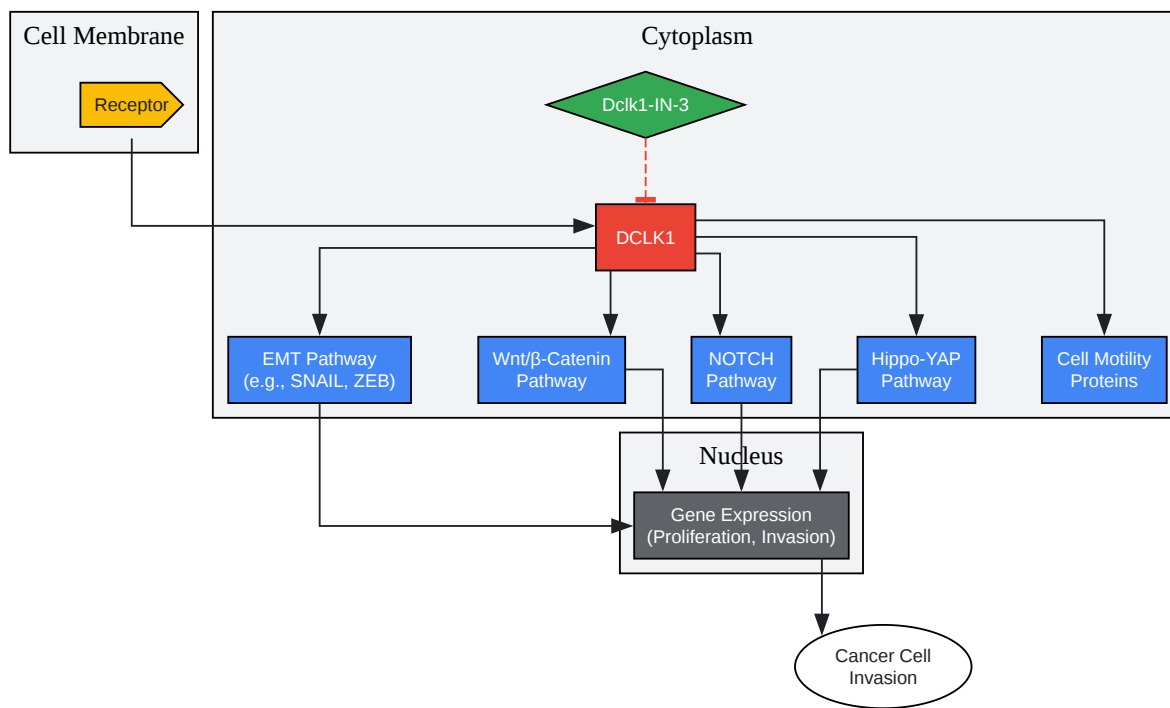 Cell Membrane
Cytoplasm
Receptor
Dclk1-IN-3
DCLK1
EMT Pathway
(e.g., SNAIL, ZEB)
Wnt/β-Catenin
Pathway
NOTCH
Pathway
Hippo-YAP
Pathway
Cell Motility
Proteins
Nucleus
Gene Expression
(Proliferation, Invasion)
Cancer Cell
Invasion